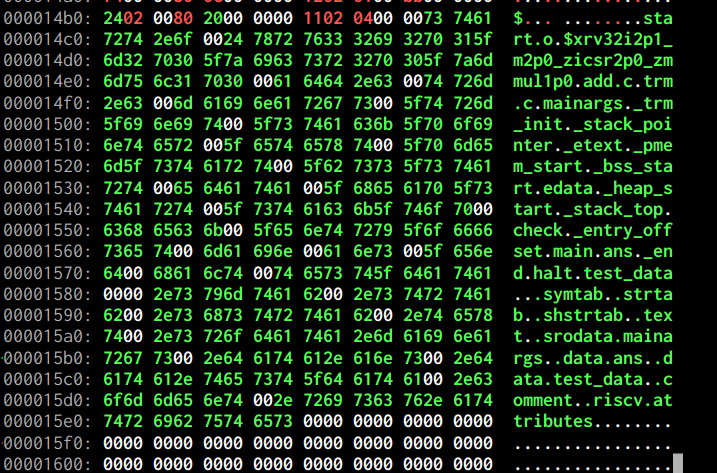 000014b0: 2402 0080 2000 0000 1102 0400 0073 7461  $... ........sta
000014c0: 7274 2e6f 0024 7872 7633 3269 3270 315f  rt.o.$xrv32i2p1_
000014d0: 6d32 7030 5f7a 6963 7372 3270 305f 7a6d  m2p0_zicsr2p0_zm
000014e0: 6d75 6c31 7030 0061 6464 2e63 0074 726d  mul1p0.add.c.trm
000014f0: 2e63 006d 6169 6e61 7267 7300 5f74 726d  .c.mainargs._trm
00001500: 5f69 6e69 7400 5f73 7461 636b 5f70 6f69  _init._stack_poi
00001510: 6e74 6572 005f 6574 6578 7400 5f70 6d65  nter._etext._pme
00001520: 6d5f 7374 6172 7400 5f62 7373 5f73 7461  m_start._bss_sta
00001530: 7274 0065 6461 7461 005f 6865 6170 5f73  rt.edata._heap_s
00001540: 7461 7274 005f 7374 6163 6b5f 746f 7000  tart._stack_top.
00001550: 6368 6563 6b00 5f65 6e74 7279 5f6f 6666  check._entry_off
00001560: 7365 7400 6d61 696e 0061 6e73 005f 656e  set.main.ans._en
00001570: 6400 6861 6c74 0074 6573 745f 6461 7461  d.halt.test_data
00001580: 0000 2e73 796d 7461 6200 2e73 7472 7461  ...symtab..strta
00001590: 6200 2e73 6873 7472 7461 6200 2e74 6578  b..shstrtab..tex
000015a0: 7400 2e73 726f 6461 7461 2e6d 6169 6e61  t..srodata.maina
000015b0: 7267 7300 2e64 6174 612e 616e 7300 2e64  rgs..data.ans..d
000015c0: 6174 612e 7465 7374 5f64 6174 6100 2e63  ata.test_data..c
000015d0: 6f6d 6d65 6e74 002e 7269 7363 762e 6174  omment..riscv.at
000015e0: 7472 6962 7574 6573 0000 0000 0000 0000  tributes........
000015f0: 0000 0000 0000 0000 0000 0000 0000 0000  ................
00001600: 0000 0000 0000 0000 0000 0000 0000 0000  ................